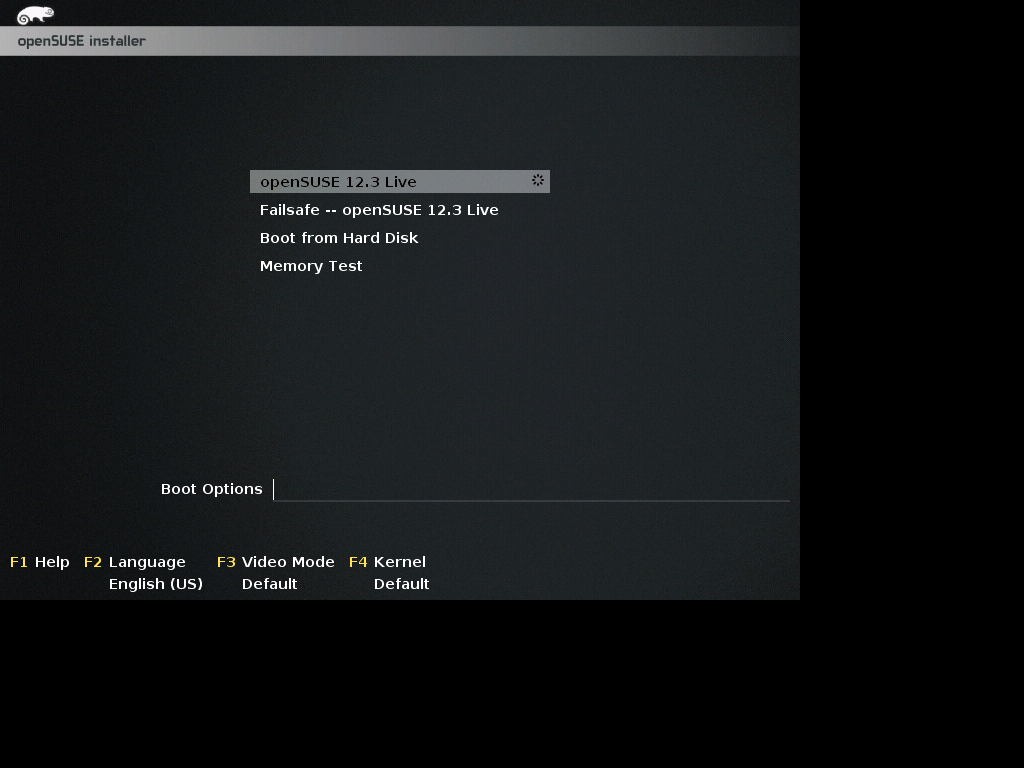 openSUSE installer
openSUSE 12.3 Live
Failsafe -- openSUSE 12.3 Live
Boot from Hard Disk
Memory Test
Boot Options
F1 Help F2 Language F3 Video Mode F4 Kernel
English (US) Default Default